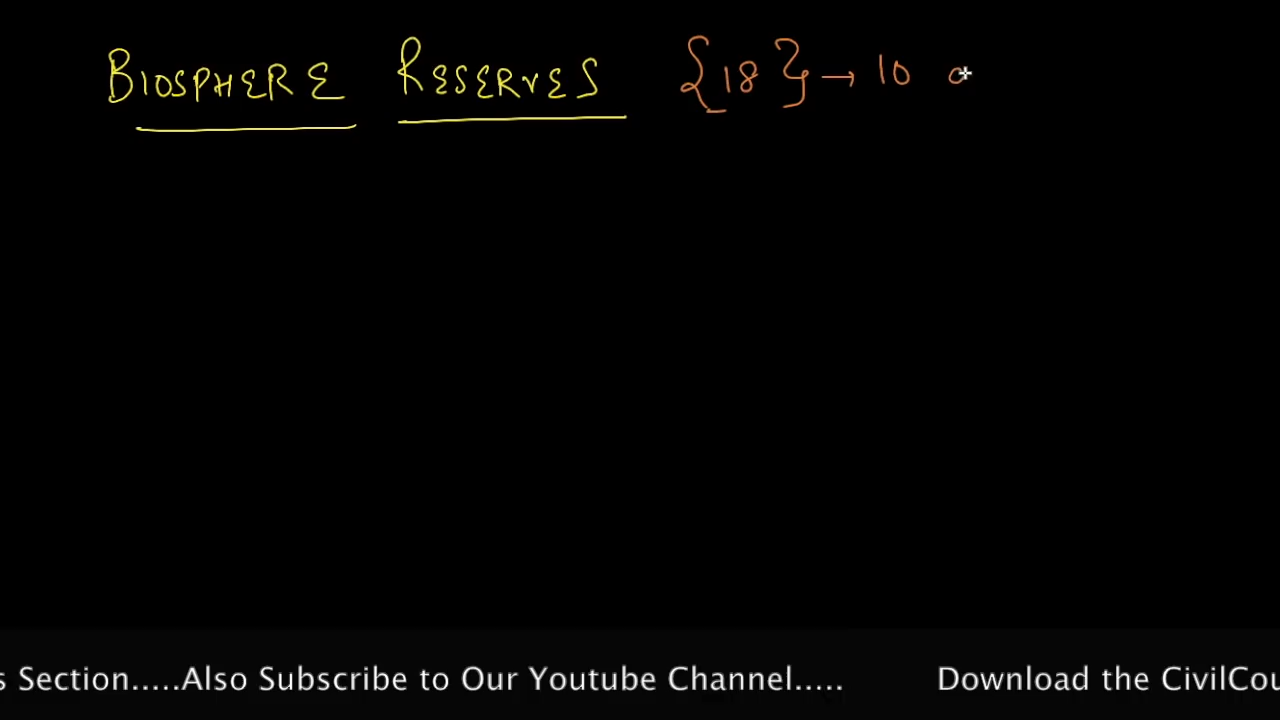 BIOSPHERE RESERVES {18} → 10
s Section.....Also Subscribe to Our Youtube Channel..... Download the CivilCou